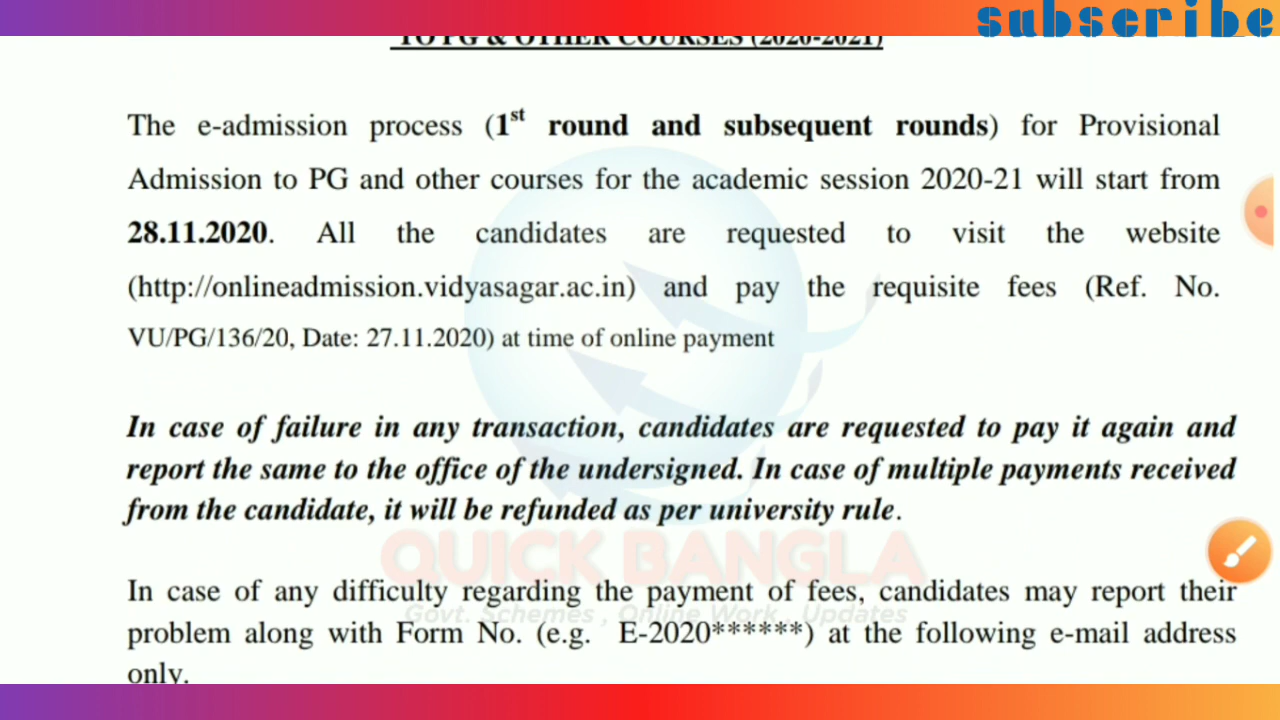 subscribe
TO PG & OTHER COURSES (2020-2021)
The e-admission process (1st round and subsequent rounds) for Provisional
Admission to PG and other courses for the academic session 2020-21 will start from
28.11.2020. All the candidates are requested to visit the website
(http://onlineadmission.vidyasagar.ac.in) and pay the requisite fees (Ref. No.
VU/PG/136/20, Date: 27.11.2020) at time of online payment
In case of failure in any transaction, candidates are requested to pay it again and
report the same to the office of the undersigned. In case of multiple payments received
from the candidate, it will be refunded as per university rule.
QUICK BANGLA
In case of any difficulty regarding the payment of fees, candidates may report their
Govt. Schemes , Online Work , Updates
problem along with Form No. (e.g. E-2020******) at the following e-mail address
only.